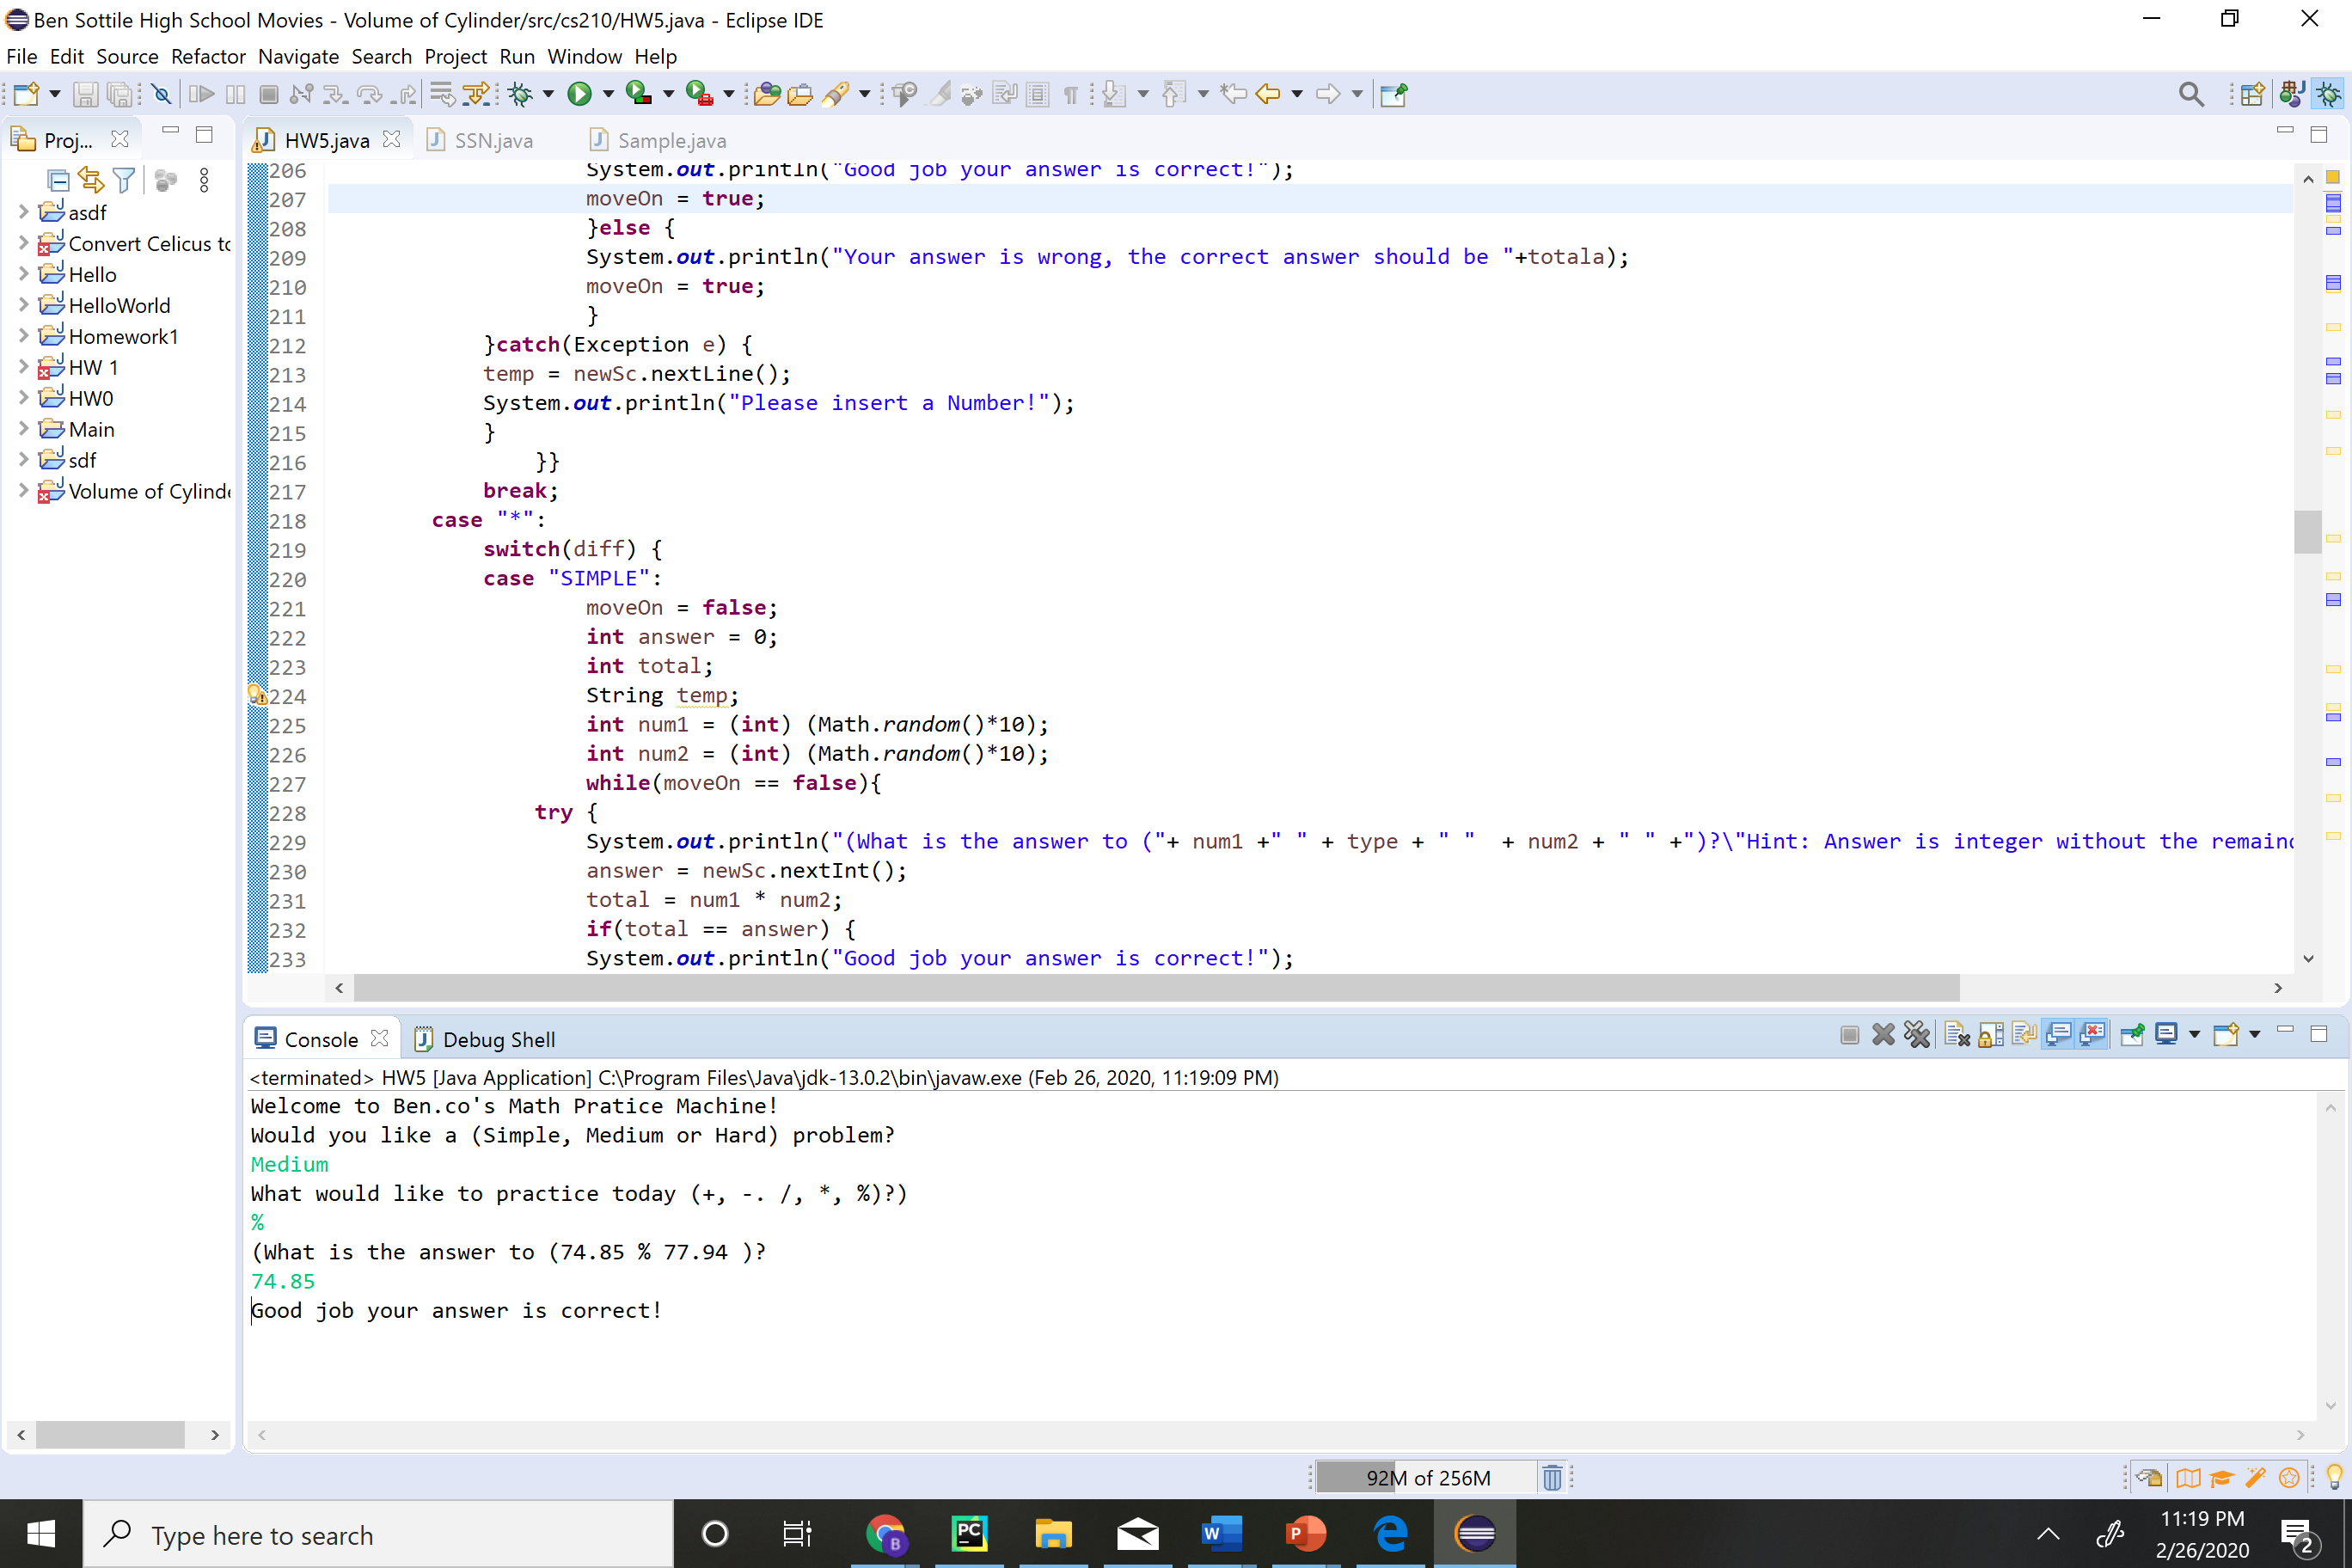 Ben Sottile High School Movies - Volume of Cylinder/src/cs210/HW5.java - Eclipse IDE
File Edit Source Refactor Navigate Search Project Run Window Help
Proj...
HW5.java SSN.java Sample.java
asdf
Convert Celicus to
Hello
HelloWorld
Homework1
HW 1
HW0
Main
sdf
Volume of Cylinde
206 System.out.println("Good job your answer is correct!");
207 moveOn = true;
208 }else {
209 System.out.println("Your answer is wrong, the correct answer should be "+totala);
210 moveOn = true;
211 }
212 }catch(Exception e) {
213 temp = newSc.nextLine();
214 System.out.println("Please insert a Number!");
215 }
216 }}
217 break;
218 case "*":
219 switch(diff) {
220 case "SIMPLE":
221 moveOn = false;
222 int answer = 0;
223 int total;
224 String temp;
225 int num1 = (int) (Math.random()*10);
226 int num2 = (int) (Math.random()*10);
227 while(moveOn == false){
228 try {
229 System.out.println("(What is the answer to ("+ num1 +" " + type + " "  + num2 + " " +")?\"Hint: Answer is integer without the remaind
230 answer = newSc.nextInt();
231 total = num1 * num2;
232 if(total == answer) {
233 System.out.println("Good job your answer is correct!");
Console Debug Shell
<terminated> HW5 [Java Application] C:\Program Files\Java\jdk-13.0.2\bin\javaw.exe (Feb 26, 2020, 11:19:09 PM)
Welcome to Ben.co's Math Pratice Machine!
Would you like a (Simple, Medium or Hard) problem?
Medium
What would like to practice today (+, -. /, *, %)?)
%
(What is the answer to (74.85 % 77.94 )?
74.85
Good job your answer is correct!
92M of 256M
Type here to search
11:19 PM
2/26/2020
2